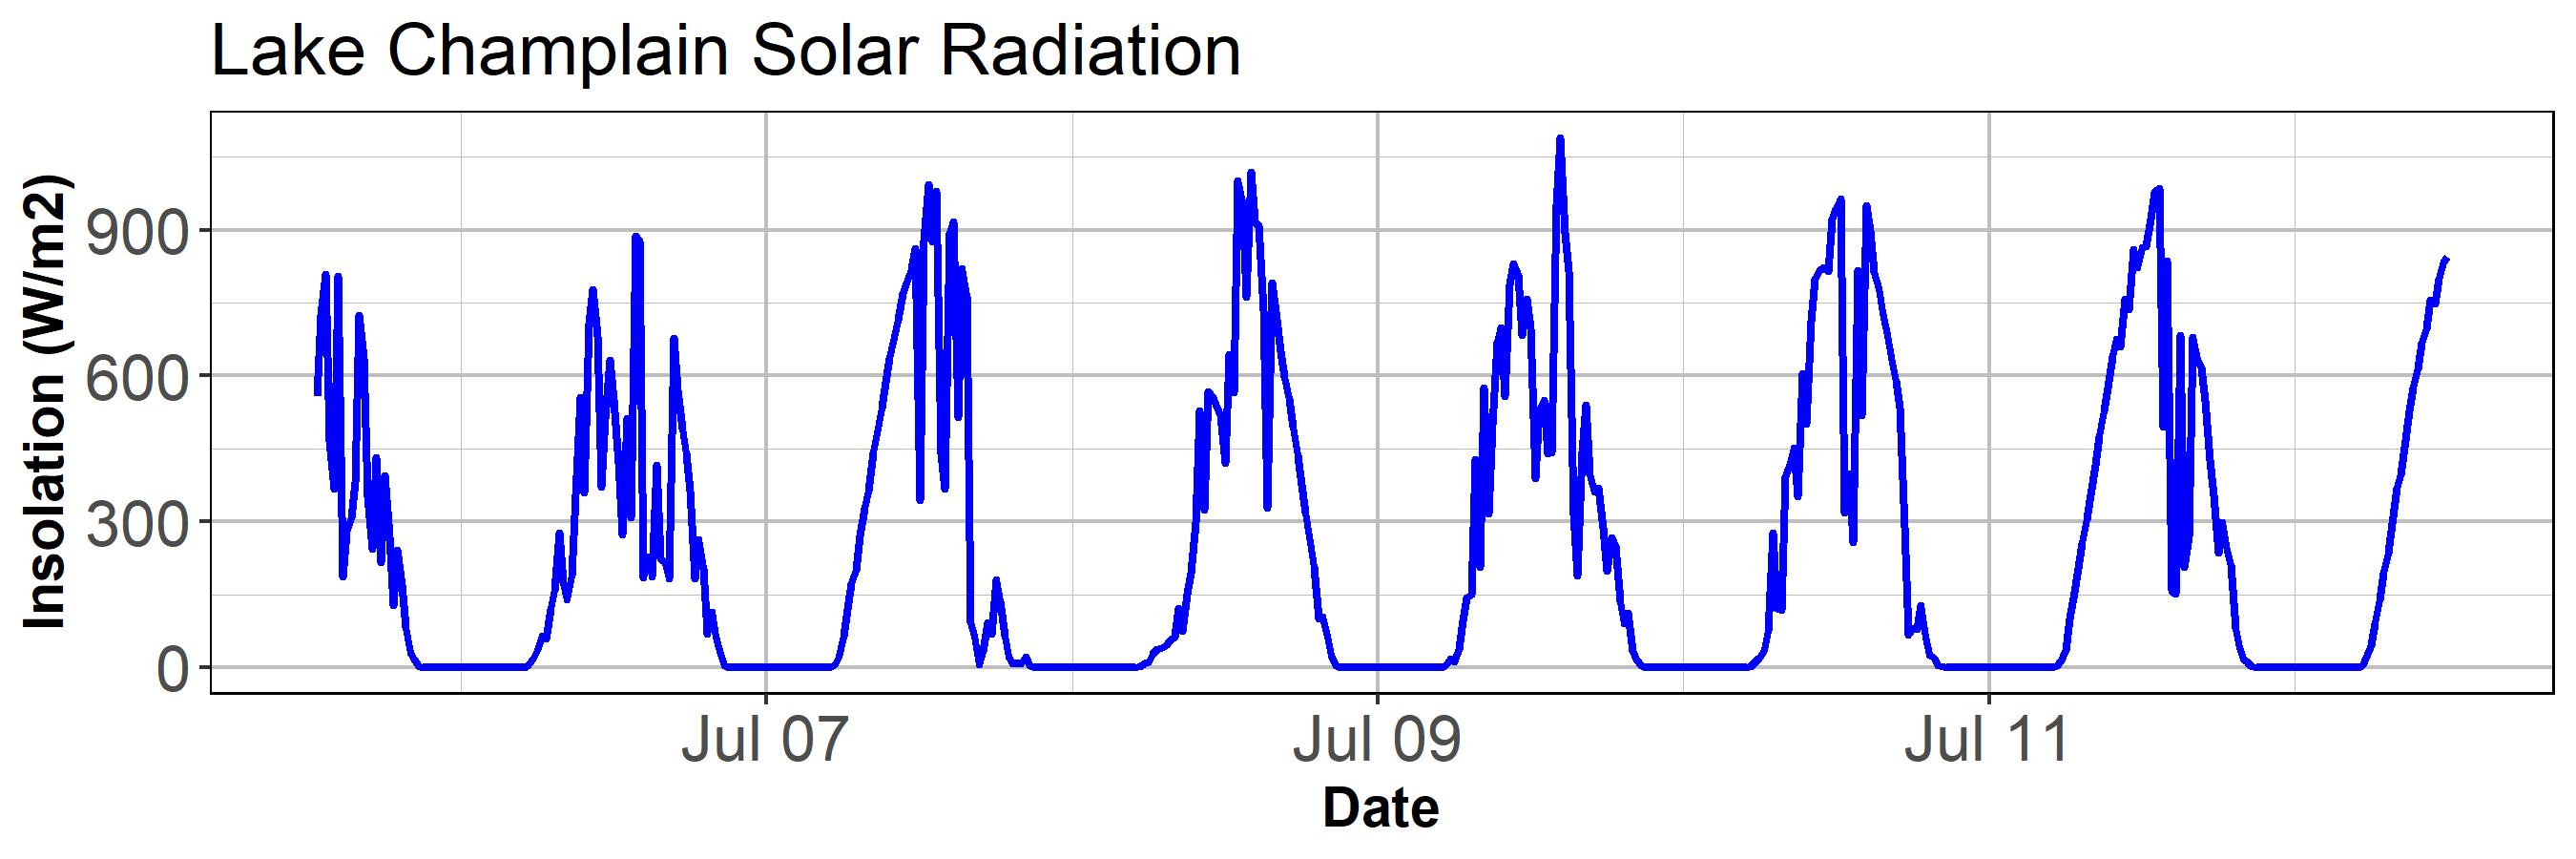 Lake Champlain Solar Radiation
Insolation (W/m2)
900
600
300
0
Jul 07 Jul 09 Jul 11
Date